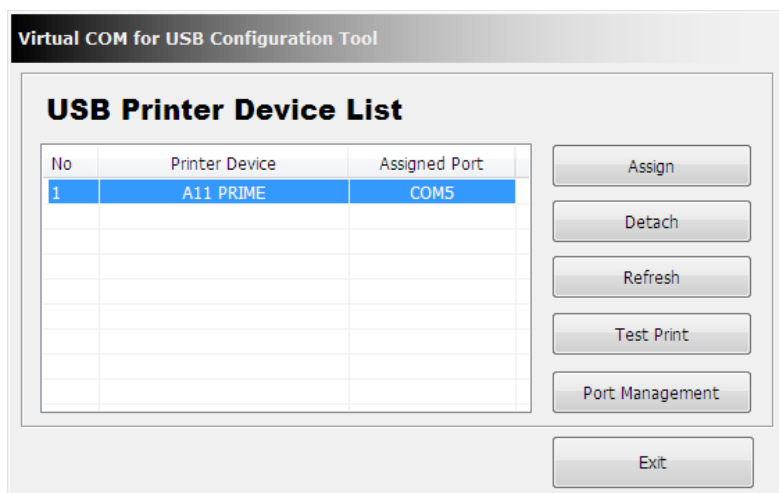 Virtual COM for USB Configuration Tool
USB Printer Device List
No Printer Device Assigned Port
1 A11 PRIME COM5
Assign
Detach
Refresh
Test Print
Port Management
Exit